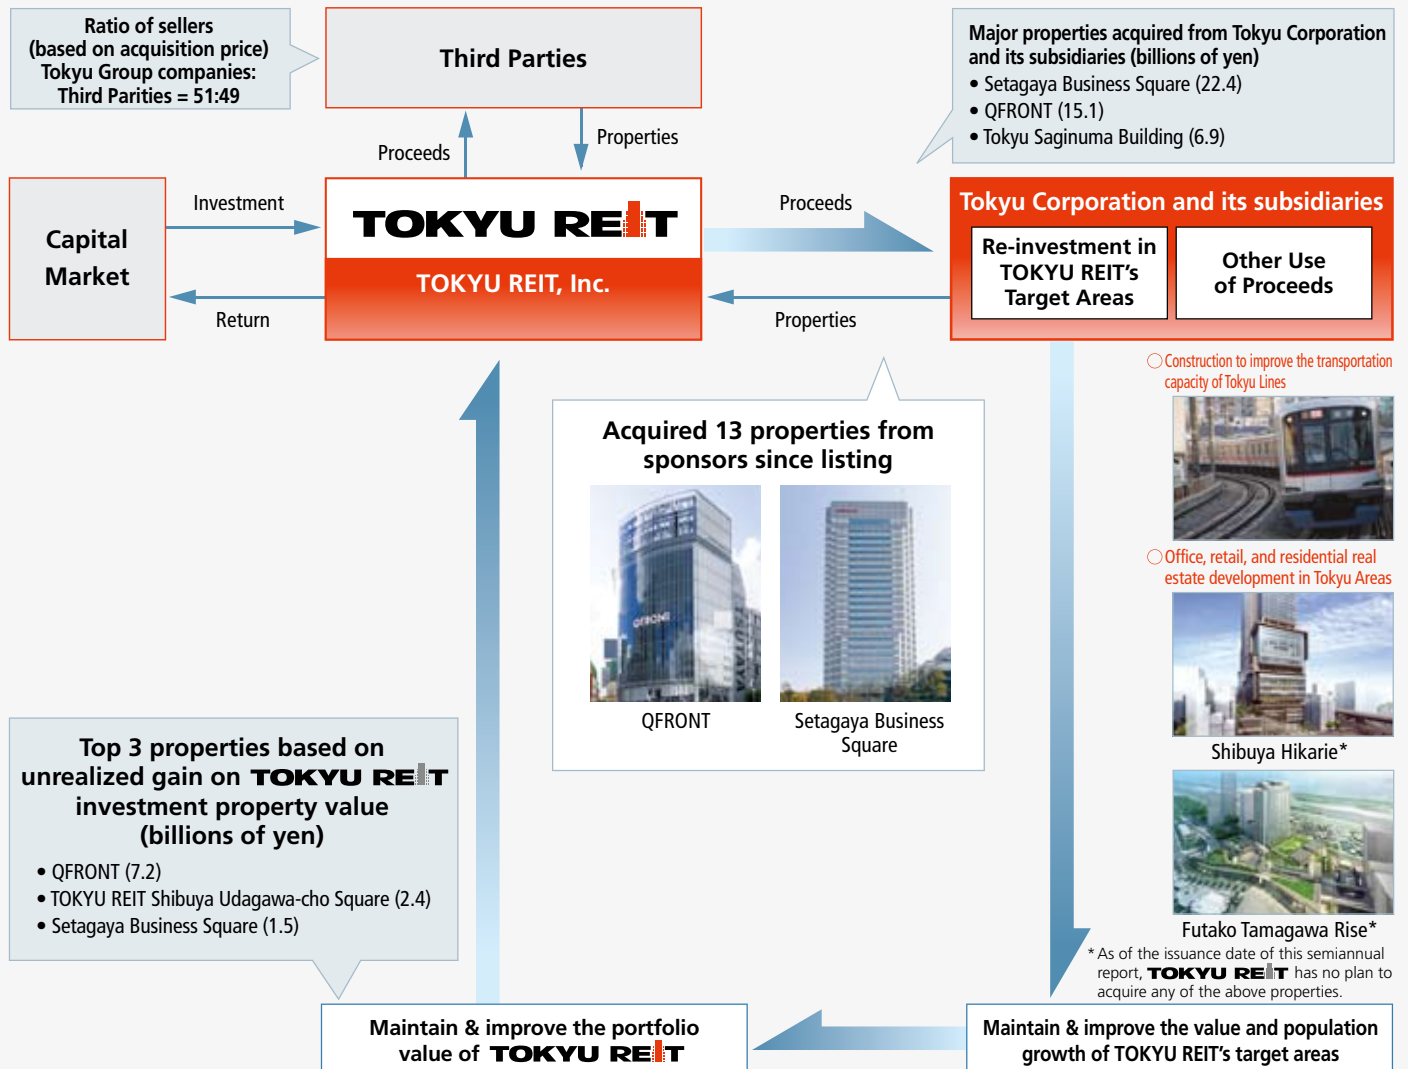 Ratio of sellers
(based on acquisition price)
Tokyu Group companies:
Third Parities = 51:49
Third Parties
Major properties acquired from Tokyu Corporation
and its subsidiaries (billions of yen)
• Setagaya Business Square (22.4)
• QFRONT (15.1)
• Tokyu Saginuma Building (6.9)
Proceeds
Properties
Capital
Market
Investment
Return
TOKYU REIT
TOKYU REIT, Inc.
Proceeds
Properties
Tokyu Corporation and its subsidiaries
Re-investment in
TOKYU REIT's
Target Areas
Other Use
of Proceeds
○Construction to improve the transportation
capacity of Tokyu Lines
Acquired 13 properties from
sponsors since listing
QFRONT
QFRONT
Setagaya Business
Square
○Office, retail, and residential real
estate development in Tokyu Areas
Shibuya Hikarie*
Futako Tamagawa Rise*
* As of the issuance date of this semiannual
report, TOKYU REIT has no plan to
acquire any of the above properties.
Top 3 properties based on
unrealized gain on TOKYU REIT
investment property value
(billions of yen)
• QFRONT (7.2)
• TOKYU REIT Shibuya Udagawa-cho Square (2.4)
• Setagaya Business Square (1.5)
Maintain & improve the portfolio
value of TOKYU REIT
Maintain & improve the value and population
growth of TOKYU REIT's target areas